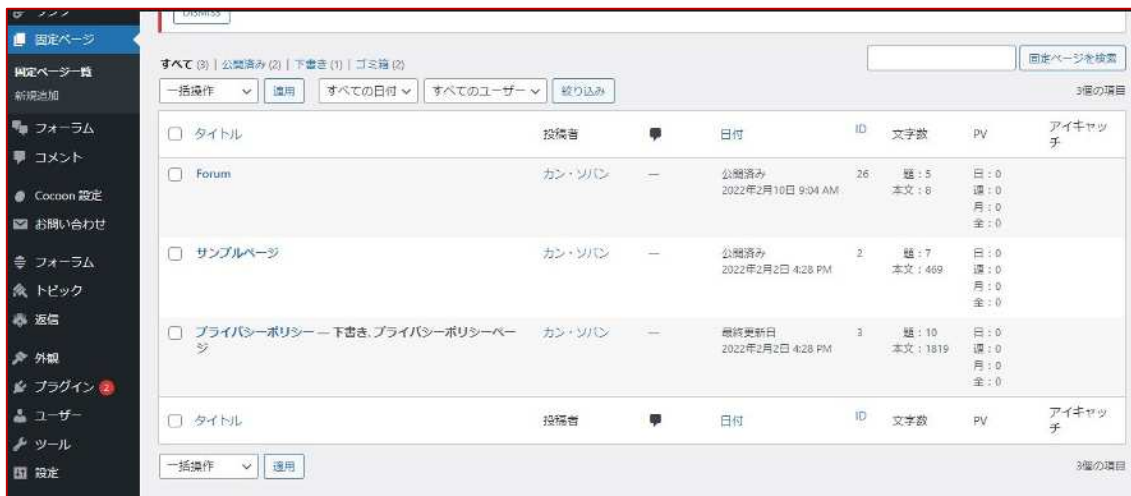 DISMISS
固定ページ
固定ページ一覧
新規追加
フォーラム
コメント
Cocoon 設定
お問い合わせ
フォーラム
トピック
返信
外観
プラグイン 2
ユーザー
ツール
設定
すべて (3) | 公開済み (2) | 下書き (1) | ゴミ箱 (2)
固定ページを検索
一括操作 適用 すべての日付 すべてのユーザー 絞り込み 3個の項目
タイトル 投稿者 日付 ID 文字数 PV アイキャッ
チ
Forum カン・ソバン — 公開済み 26 題：5 日：0
2022年2月10日 9:04 AM 本文：8 週：0
月：0
全：0
サンプルページ カン・ソバン — 公開済み 2 題：7 日：0
2022年2月2日 4:28 PM 本文：469 週：0
月：0
全：0
プライバシーポリシー — 下書き, プライバシーポリシーペー カン・ソバン — 最終更新日 3 題：10 日：0
ジ 2022年2月2日 4:28 PM 本文：1819 週：0
月：0
全：0
タイトル 投稿者 日付 ID 文字数 PV アイキャッ
チ
一括操作 適用 3個の項目